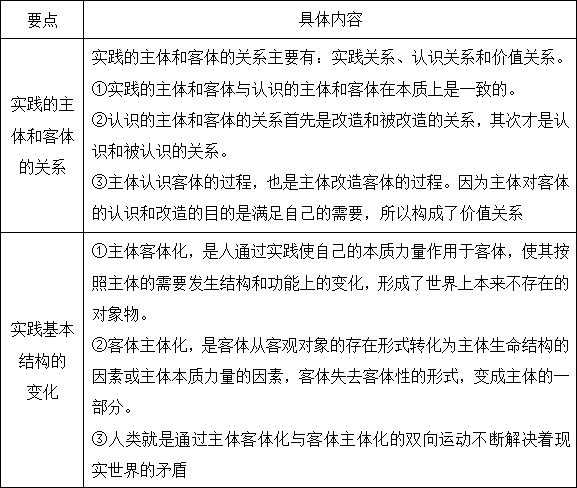 要点
具体内容
实践的主
体和客体
的关系
实践的主体和客体的关系主要有：实践关系、认识关系和价值关系。
①实践的主体和客体与认识的主体和客体在本质上是一致的。
②认识的主体和客体的关系首先是改造和被改造的关系，其次才是认
识和被认识的关系。
③主体认识客体的过程，也是主体改造客体的过程。因为主体对客体
的认识和改造的目的是满足自己的需要，所以构成了价值关系
实践基本
结构的
变化
①主体客体化，是人通过实践使自己的本质力量作用于客体，使其按
照主体的需要发生结构和功能上的变化，形成了世界上本来不存在的
对象物。
②客体主体化，是客体从客观对象的存在形式转化为主体生命结构的
因素或主体本质力量的因素，客体失去客体性的形式，变成主体的一
部分。
③人类就是通过主体客体化与客体主体化的双向运动不断解决着现
实世界的矛盾